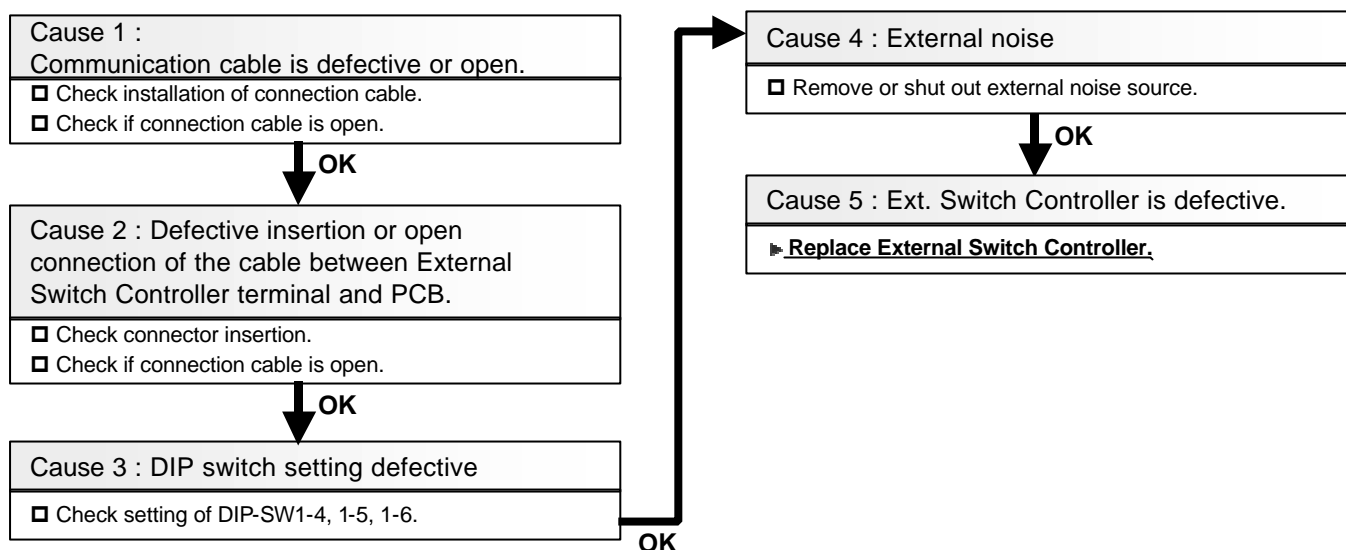 Cause 1 :
Communication cable is defective or open.
Check installation of connection cable.
Check if connection cable is open.
OK
Cause 2 : Defective insertion or open
connection of the cable between External
Switch Controller terminal and PCB.
Check connector insertion.
Check if connection cable is open.
OK
Cause 3 : DIP switch setting defective
Check setting of DIP-SW1-4, 1-5, 1-6.
OK
Cause 4 : External noise
Remove or shut out external noise source.
OK
Cause 5 : Ext. Switch Controller is defective.
Replace External Switch Controller.